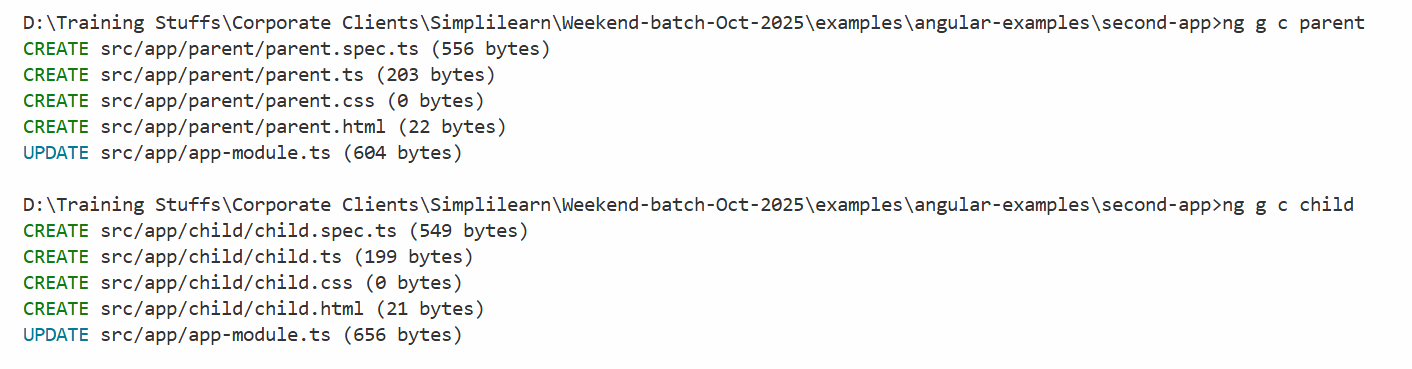 D:\Training Stuffs\Corporate Clients\Simplilearn\Weekend-batch-Oct-2025\examples\angular-examples\second-app>ng g c parent
CREATE src/app/parent/parent.spec.ts (556 bytes)
CREATE src/app/parent/parent.ts (203 bytes)
CREATE src/app/parent/parent.css (0 bytes)
CREATE src/app/parent/parent.html (22 bytes)
UPDATE src/app/app-module.ts (604 bytes)
D:\Training Stuffs\Corporate Clients\Simplilearn\Weekend-batch-Oct-2025\examples\angular-examples\second-app>ng g c child
CREATE src/app/child/child.spec.ts (549 bytes)
CREATE src/app/child/child.ts (199 bytes)
CREATE src/app/child/child.css (0 bytes)
CREATE src/app/child/child.html (21 bytes)
UPDATE src/app/app-module.ts (656 bytes)